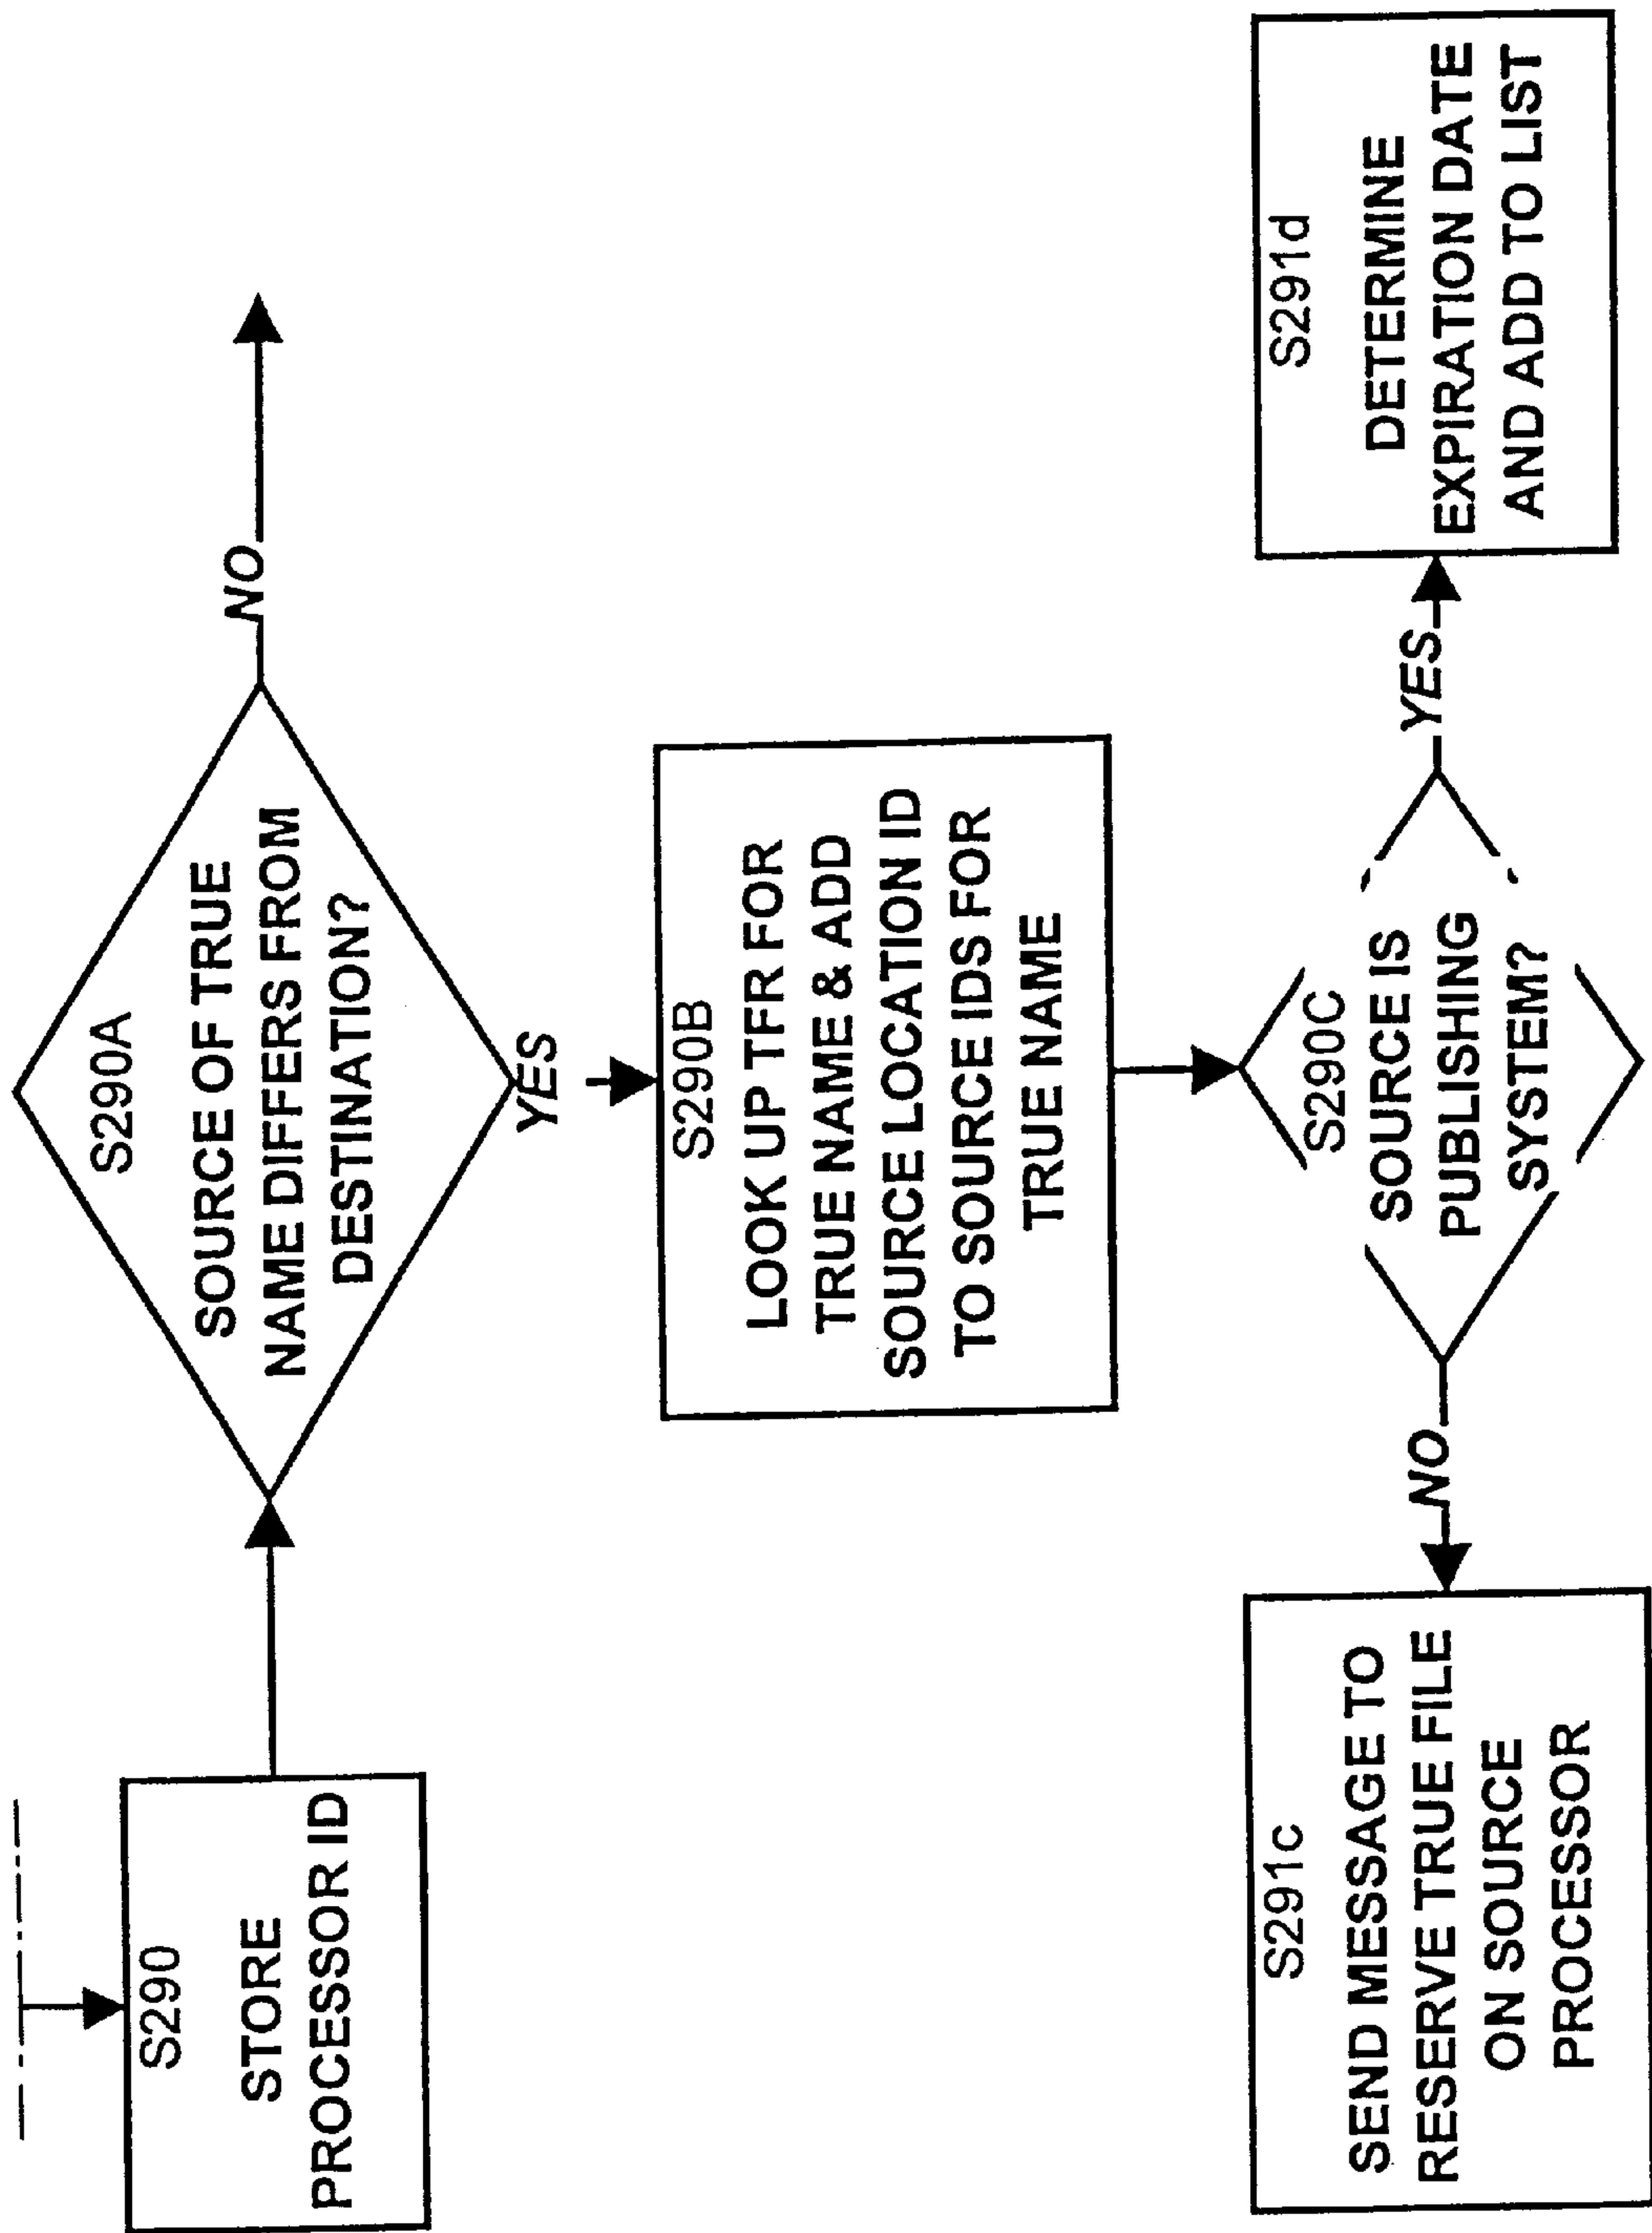 S290
STORE
PROCESSOR ID
S290A
SOURCE OF TRUE
NAME DIFFERS FROM
DESTINATION?
NO
YES
S290B
LOOK UP TFR FOR
TRUE NAME & ADD
SOURCE LOCATION ID
TO SOURCE IDS FOR
TRUE NAME
S290C
SOURCE IS
PUBLISHING
SYSTEM?
NO
YES
S291c
SEND MESSAGE TO
RESERVE TRUE FILE
ON SOURCE
PROCESSOR
S291d
DETERMINE
EXPIRATION DATE
AND ADD TO LIST